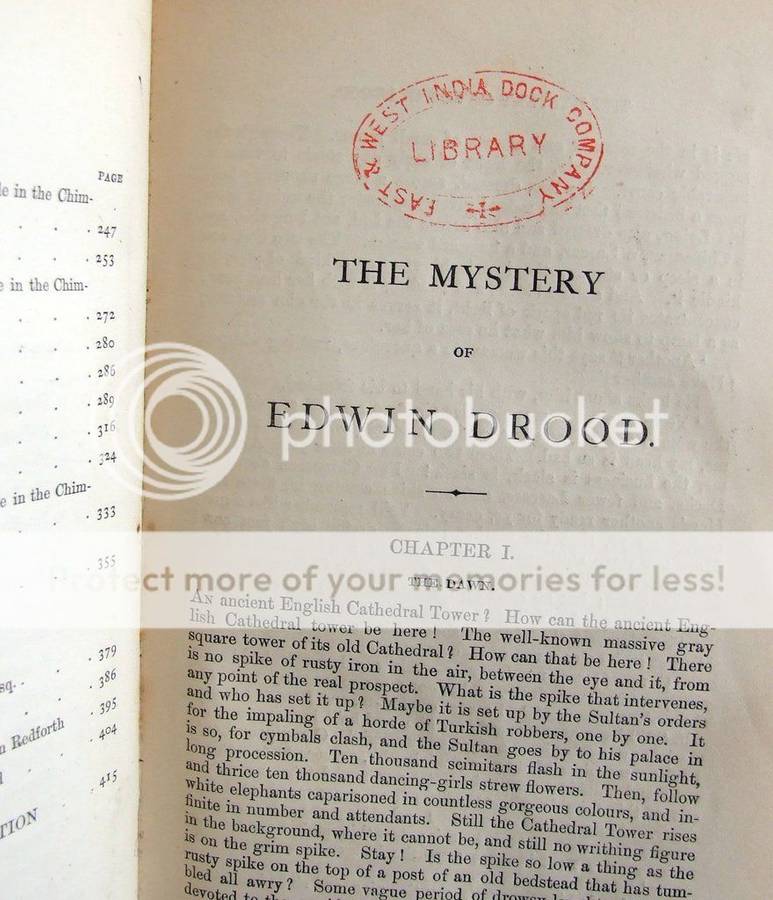 PAGE
le in the Chim-
. . . 247
. . . 253
e in the Chim-
. . . 272
. . . 280
. . . 286
. . . 289
. . . 316
. . . 324
e in the Chim-
. . . 333
355
. . 379
sq. . . 386
. 395
n Redforth . 404
. . 415
TION
EAST & WEST INDIA DOCK COMPANY.
LIBRARY
THE MYSTERY
OF
EDWIN DROOD.
photobucket
Protect more of your memories for less!
CHAPTER I.
THE DAWN.
AN ancient English Cathedral Tower? How can the ancient Eng-
lish Cathedral tower be here! The well-known massive gray
square tower of its old Cathedral? How can that be here! There
is no spike of rusty iron in the air, between the eye and it, from
any point of the real prospect. What is the spike that intervenes,
and who has set it up? Maybe it is set up by the Sultan's orders
for the impaling of a horde of Turkish robbers, one by one. It
is so, for cymbals clash, and the Sultan goes by to his palace in
long procession. Ten thousand scimitars flash in the sunlight,
and thrice ten thousand dancing-girls strew flowers. Then, follow
white elephants caparisoned in countless gorgeous colours, and in-
finite in number and attendants. Still the Cathedral Tower rises
in the background, where it cannot be, and still no writhing figure
is on the grim spike. Stay! Is the spike so low a thing as the
rusty spike on the top of a post of an old bedstead that has tum-
bled all awry? Some vague period of drowsy
devoted to the